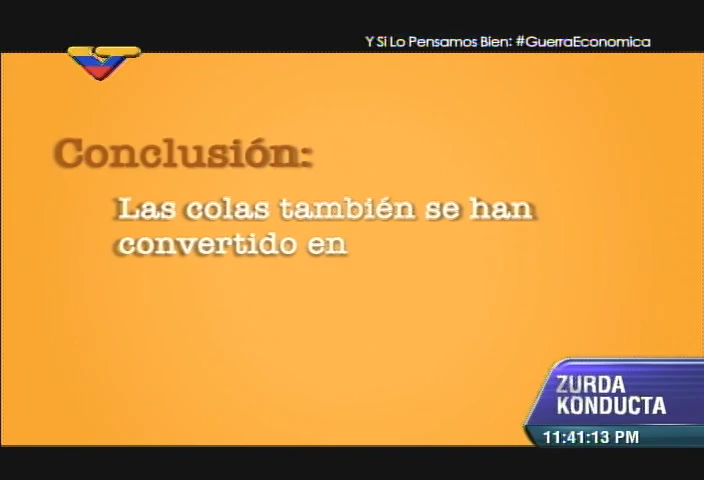 Y Si Lo Pensamos Bien: #GuerraEconomica
Conclusión:
Las colas también se han
convertido en
ZURDA
KONDUCTA
11:41:13 PM